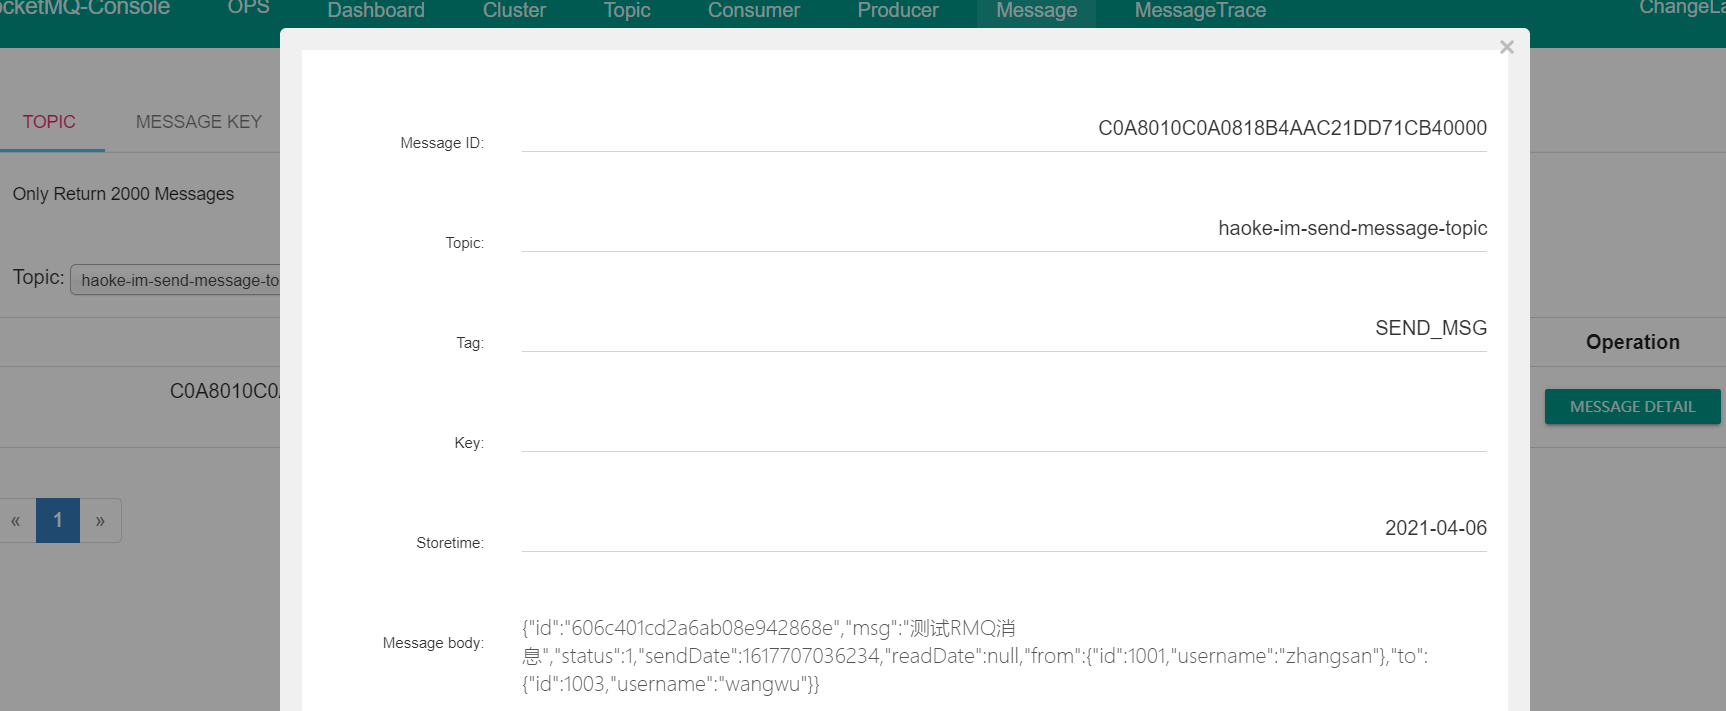 ocketMQ-Console OPS Dashboard Cluster Topic Consumer Producer Message MessageTrace ChangeLa
×
TOPIC MESSAGE KEY
Only Return 2000 Messages
Topic: haoke-im-send-message-to
Operation
C0A8010C0A
MESSAGE DETAIL
« 1 »
Message ID: C0A8010C0A0818B4AAC21DD71CB40000
Topic: haoke-im-send-message-topic
Tag: SEND_MSG
Key:
Storetime: 2021-04-06
Message body: {"id":"606c401cd2a6ab08e942868e","msg":"测试RMQ消
息","status":1,"sendDate":1617707036234,"readDate":null,"from":{"id":1001,"username":"zhangsan"},"to":
{"id":1003,"username":"wangwu"}}